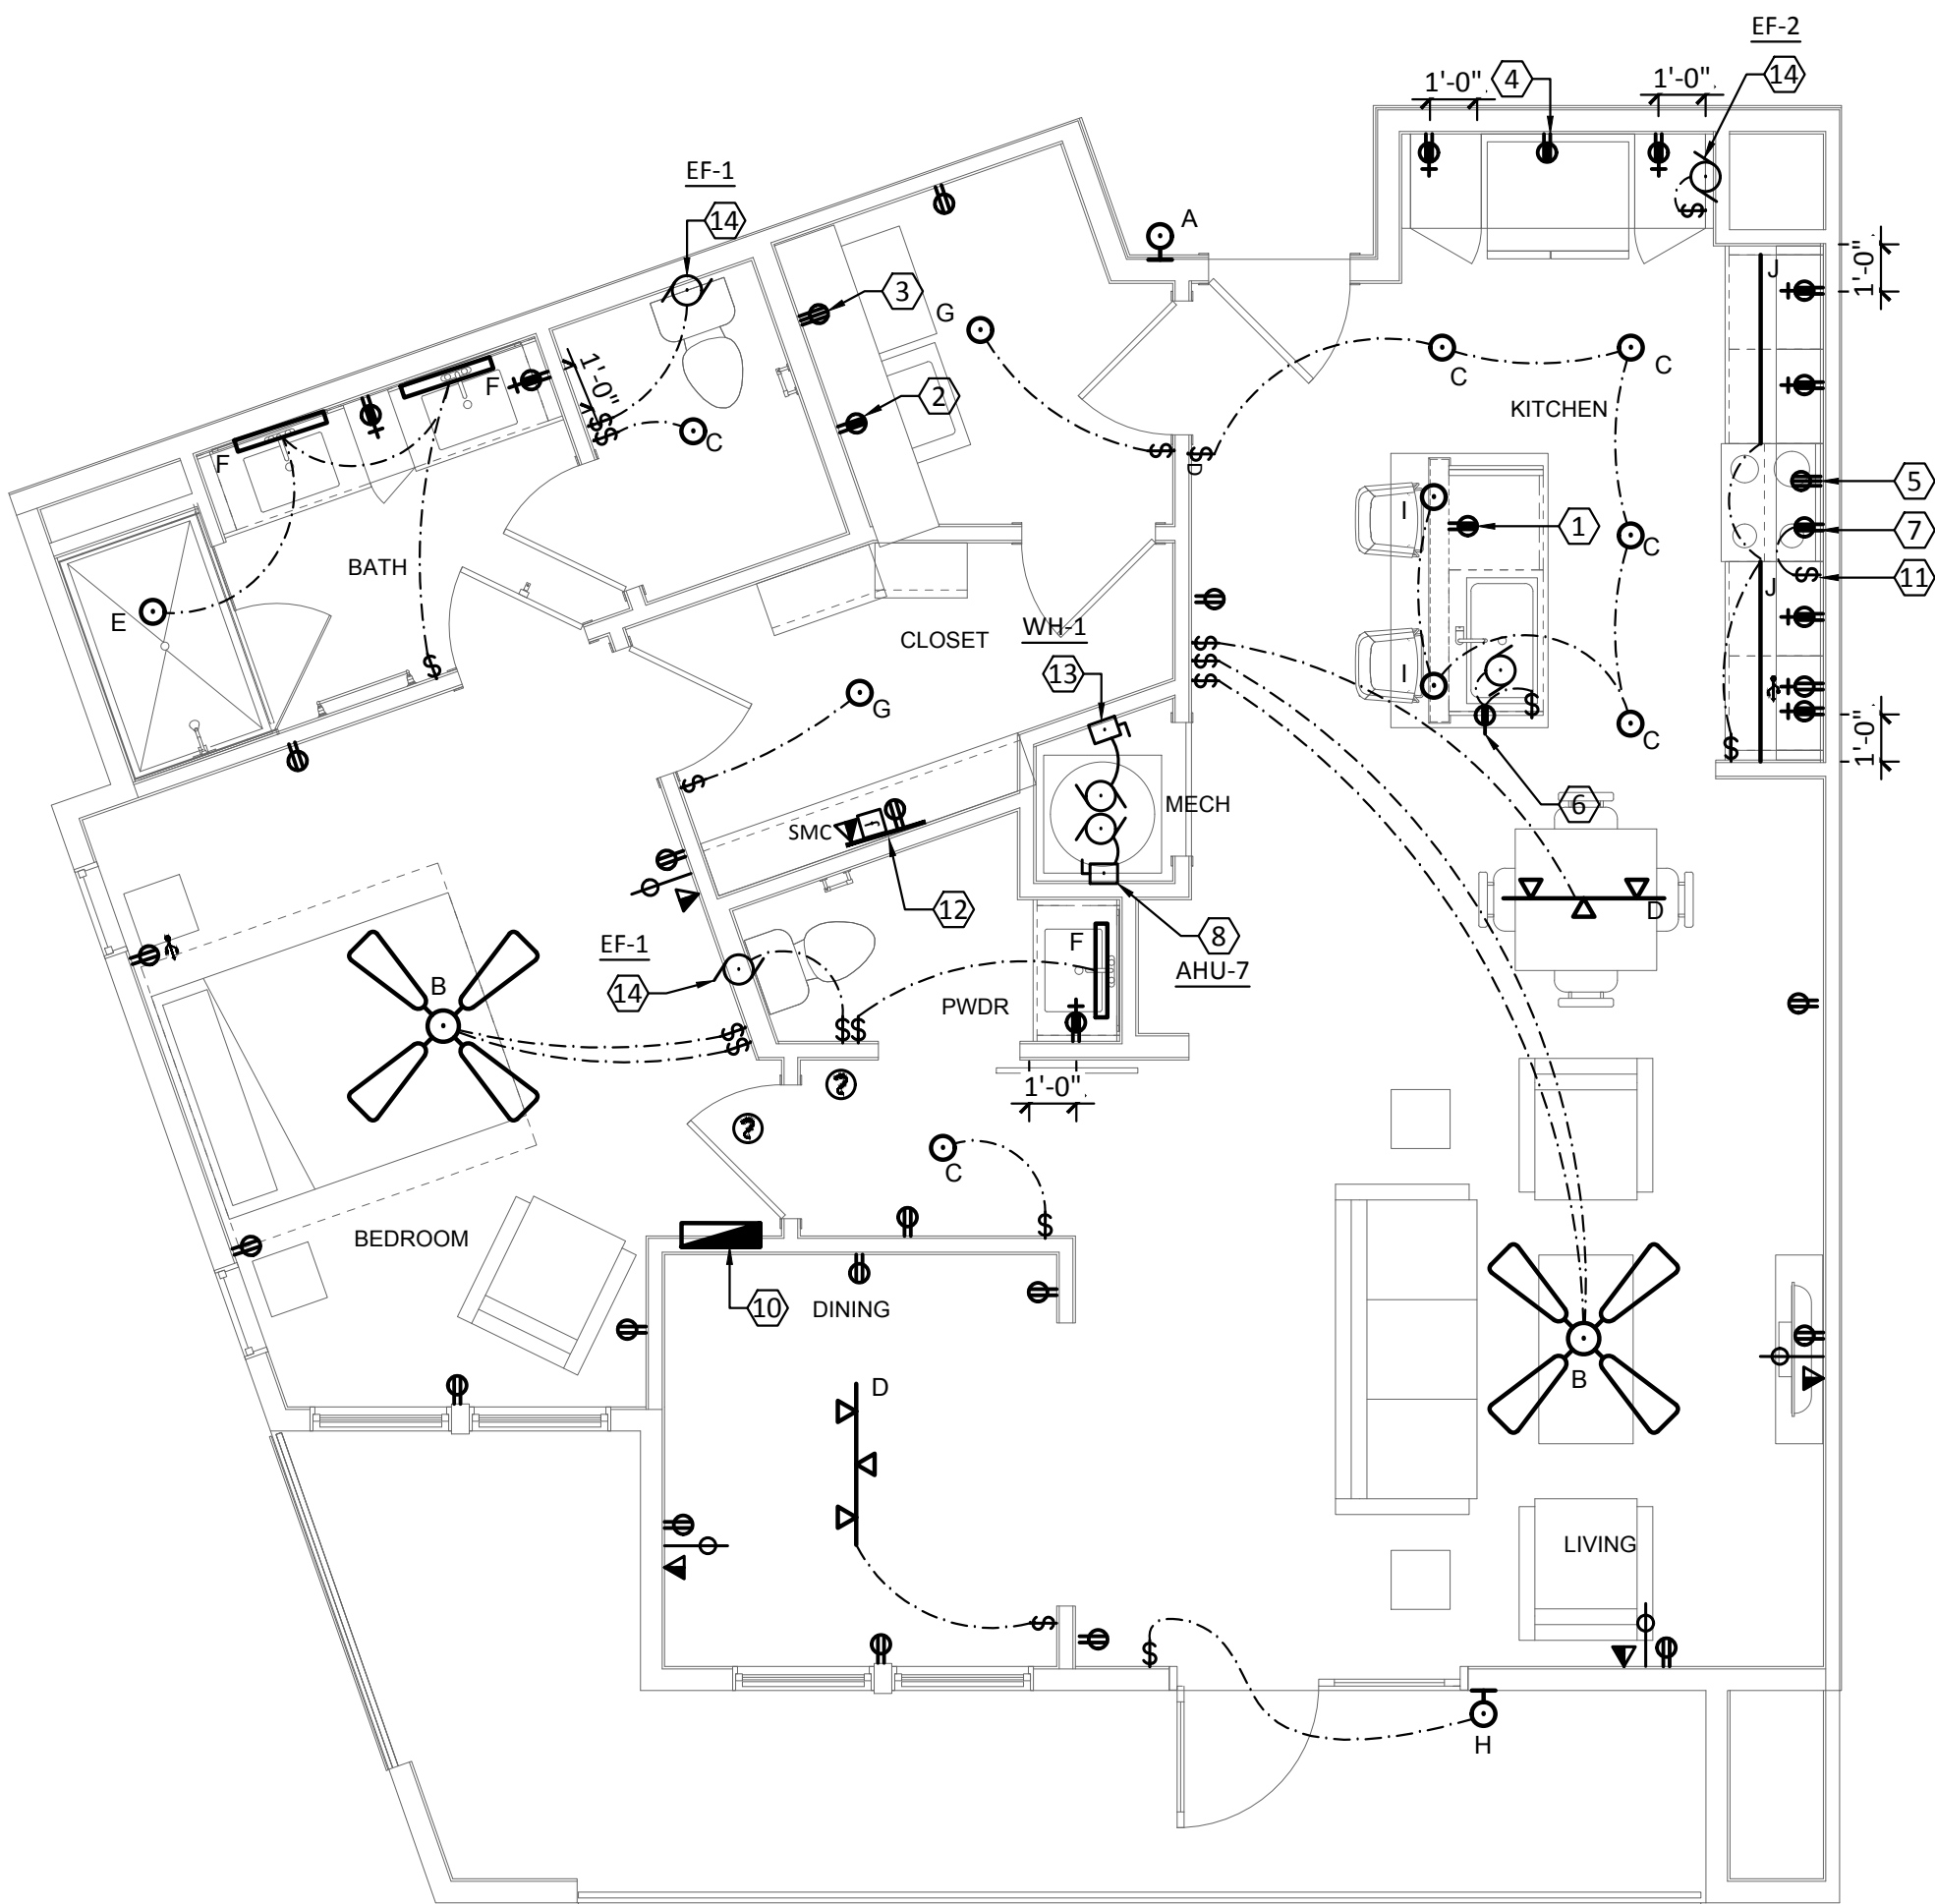 EF-2
1'-0"
4
1'-0"
14
EF-1
14
A
J
1'-0"
3
G
C
C
1'-0"
F
2
KITCHEN
F
C
$
$
$
D
5
I
1
7
C
BATH
11
$
E
J
CLOSET
WH-1
$
I
13
G
$
C
1'-0"
$
MECH
6
SMC
12
D
EF-1
F
8
B
14
AHU-7
PWDR
$$
1'-0"
C
$
BEDROOM
10
DINING
B
D
LIVING
$
$
H